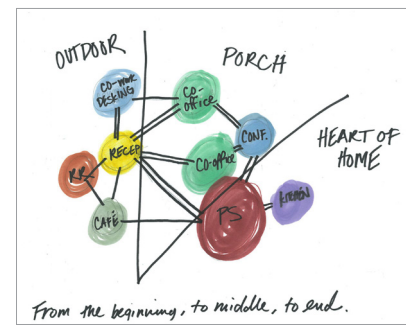 OUTDOOR
PORCH
HEART OF
HOME
CO-WORK
DESKING
CO-
OFFICE
CONF.
RECEP.
CO-office
RR
CAFÉ
PS
KITCHEN
From the beginning, to middle, to end.